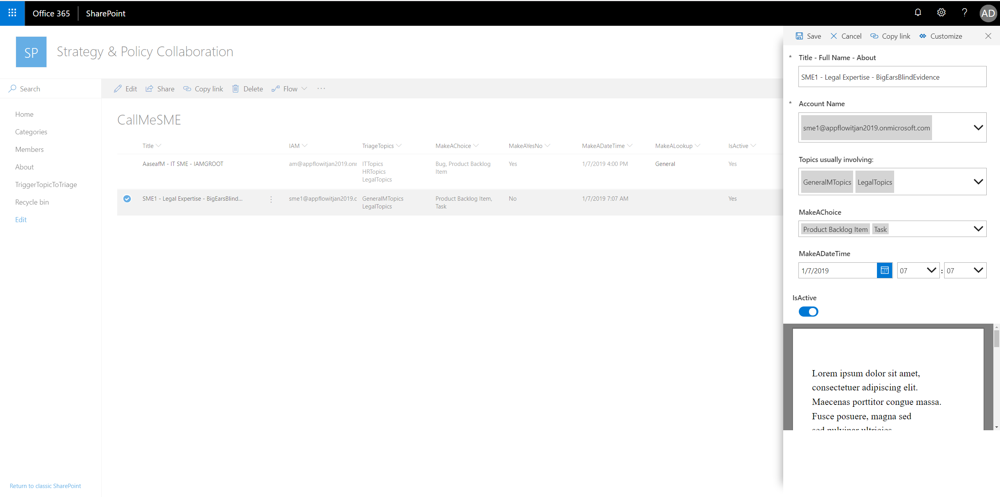 Office 365 SharePoint AD
SP Strategy & Policy Collaboration
Search
Home
Categories
Members
About
TriggerTopicToTriage
Recycle bin
Edit
Return to classic SharePoint
Edit Share Copy link Delete Flow ...
CallMeSME
Title IAM TriageTopics MakeAChoice MakeAYesNo MakeADateTime MakeALookup IsActive
AaseafM - IT SME - IAMGROOT am@appflowitjan2019.onr ITTopics Bug, Product Backlog Yes 1/7/2019 4:00 PM General Yes
HRTopics Item
LegalTopics
SME1 - Legal Expertise - BigEarsBlind... sme1@appflowitjan2019.c GeneralMTopics Product Backlog Item, No 1/7/2019 7:07 AM Yes
LegalTopics Task
Save Cancel Copy link Customize
* Title - Full Name - About
SME1 - Legal Expertise - BigEarsBlindEvidence
* Account Name
sme1@appflowitjan2019.onmicrosoft.com
Topics usually involving:
GeneralMTopics LegalTopics
MakeAChoice
Product Backlog Item Task
MakeADateTime
1/7/2019 07 : 07
IsActive
Lorem ipsum dolor sit amet,
consectetuer adipiscing elit.
Maecenas porttitor congue massa.
Fusce posuere, magna sed
sed pulvinar ultricies